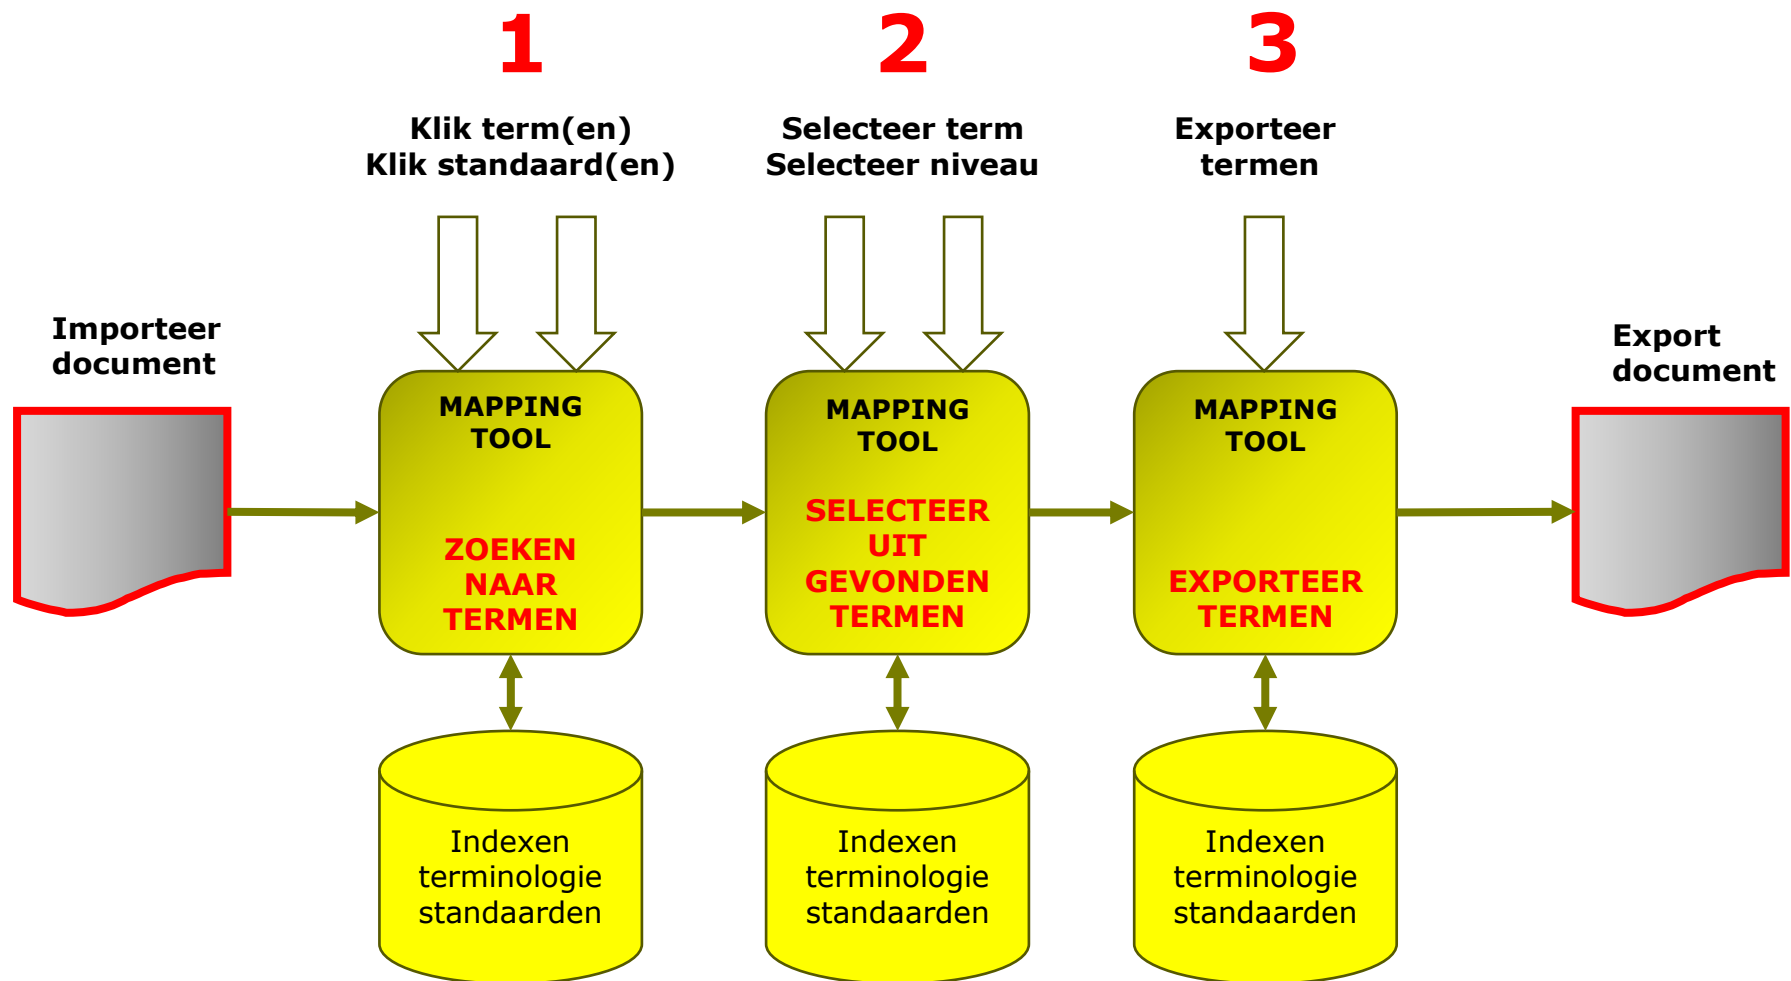 1
2
3
Klik term(en)
Klik standaard(en)
Selecteer term
Selecteer niveau
Exporteer
termen
Importeer
document
Export
document
MAPPING
TOOL
ZOEKEN
NAAR
TERMEN
MAPPING
TOOL
SELECTEER
UIT
GEVONDEN
TERMEN
MAPPING
TOOL
EXPORTEER
TERMEN
Indexen
terminologie
standaarden
Indexen
terminologie
standaarden
Indexen
terminologie
standaarden